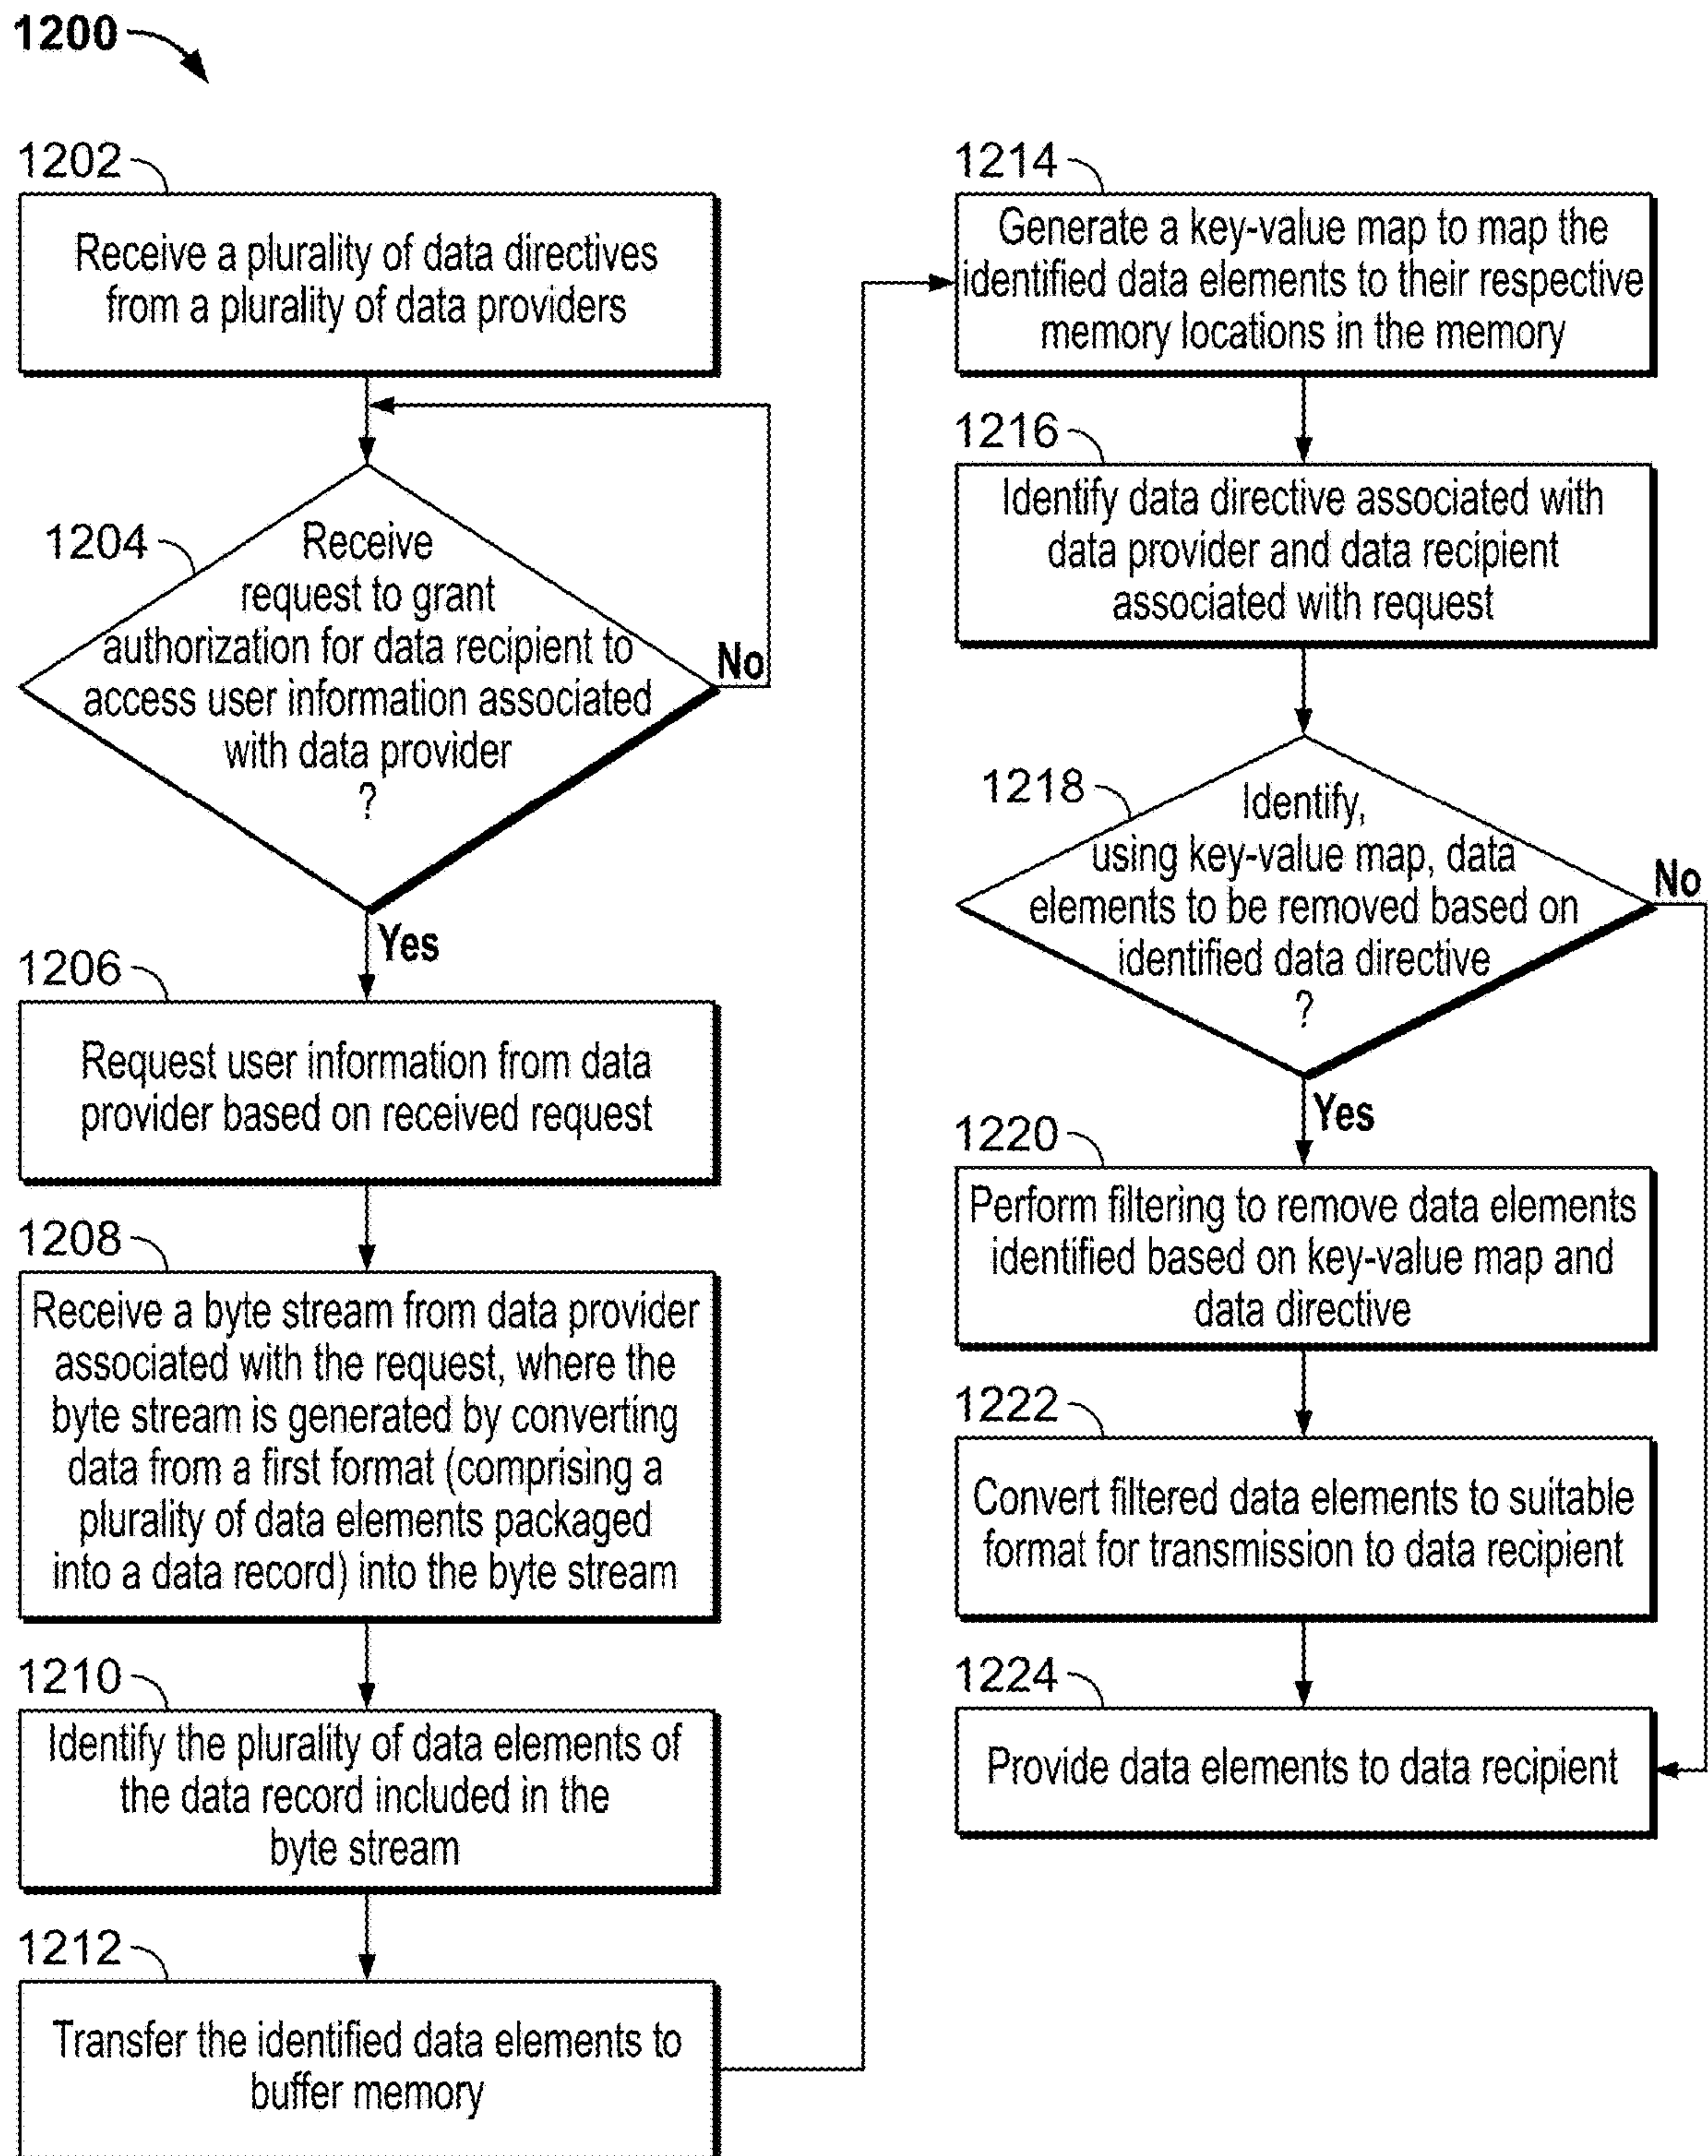 1200
1202
Receive a plurality of data directives
from a plurality of data providers
1204
Receive
request to grant
authorization for data recipient to
access user information associated
with data provider
?
No
Yes
1206
Request user information from data
provider based on received request
1208
Receive a byte stream from data provider
associated with the request, where the
byte stream is generated by converting
data from a first format (comprising a
plurality of data elements packaged
into a data record) into the byte stream
1210
Identify the plurality of data elements of
the data record included in the
byte stream
1212
Transfer the identified data elements to
buffer memory
1214
Generate a key-value map to map the
identified data elements to their respective
memory locations in the memory
1216
Identify data directive associated with
data provider and data recipient
associated with request
1218
Identify,
using key-value map, data
elements to be removed based on
identified data directive
?
No
Yes
1220
Perform filtering to remove data elements
identified based on key-value map and
data directive
1222
Convert filtered data elements to suitable
format for transmission to data recipient
1224
Provide data elements to data recipient